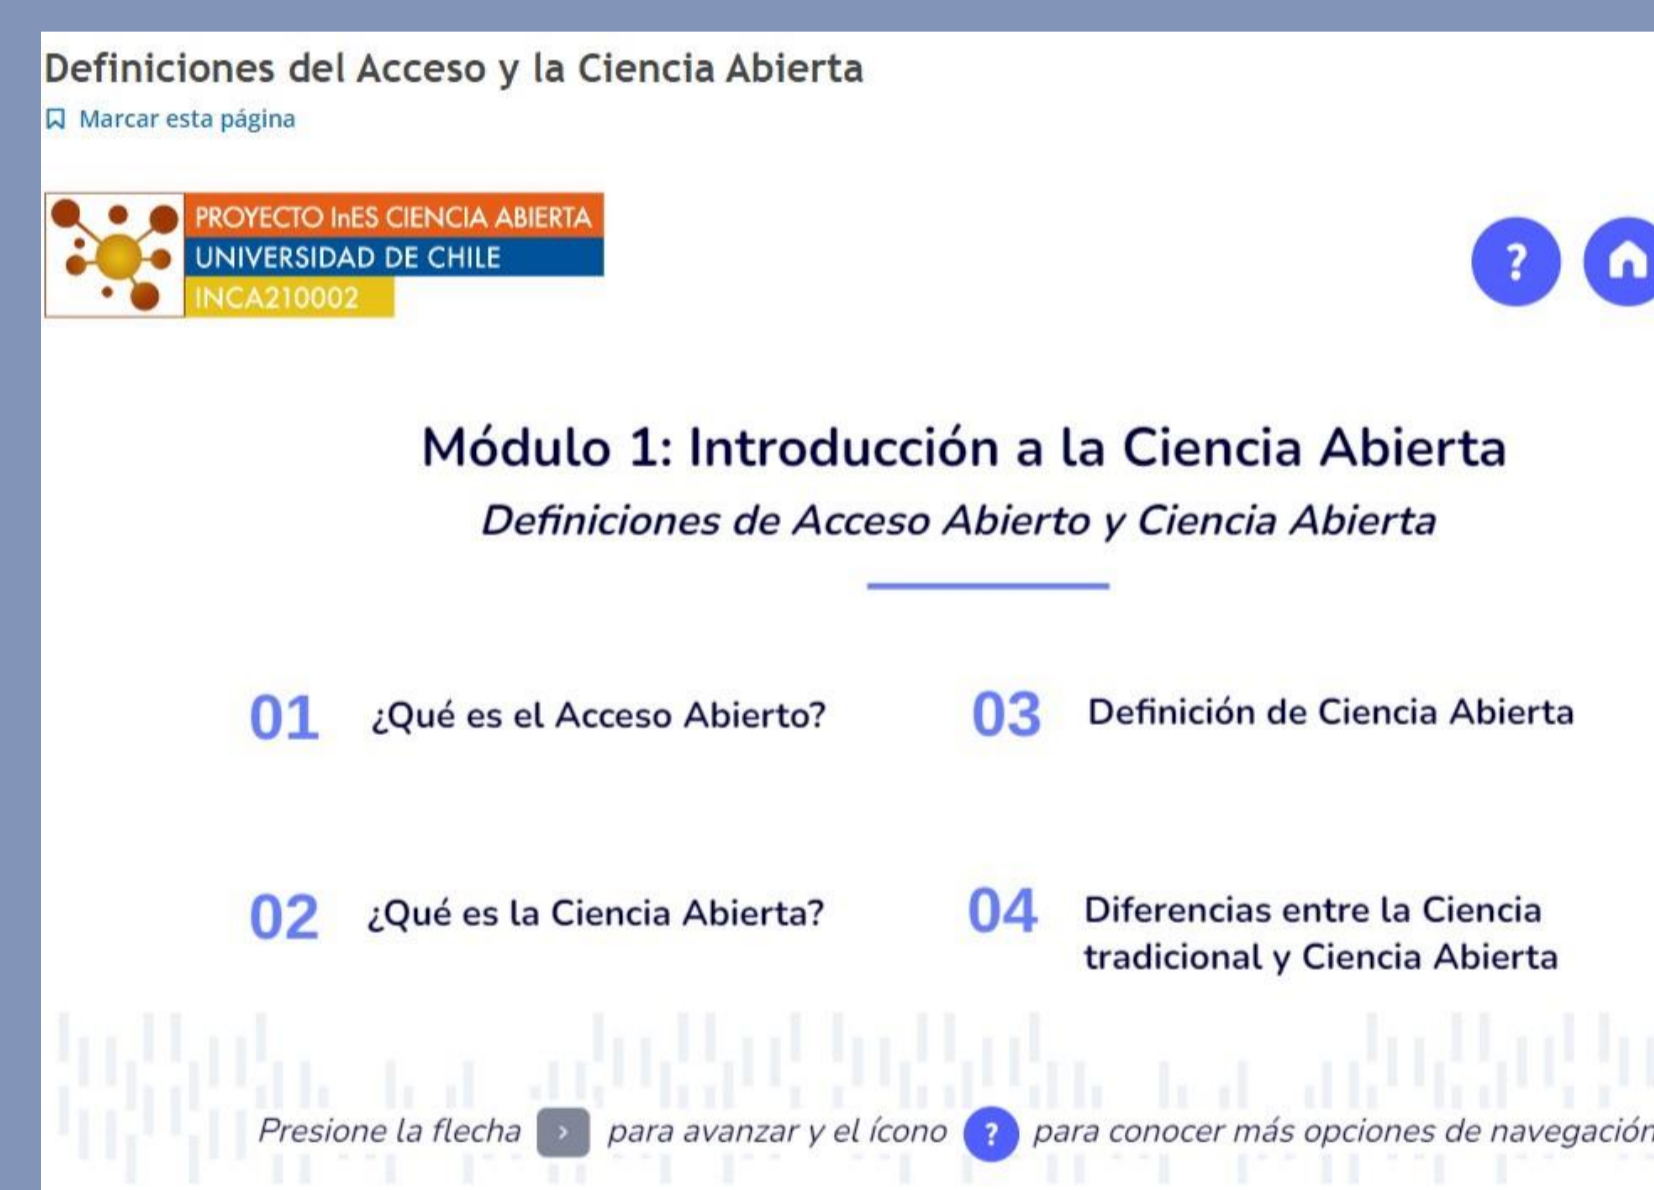 Definiciones del Acceso y la Ciencia Abierta
Marcar esta página
PROYECTO InES CIENCIA ABIERTA
UNIVERSIDAD DE CHILE
INCA210002
?
Módulo 1: Introducción a la Ciencia Abierta
Definiciones de Acceso Abierto y Ciencia Abierta
01 ¿Qué es el Acceso Abierto?
02 ¿Qué es la Ciencia Abierta?
03 Definición de Ciencia Abierta
04 Diferencias entre la Ciencia
tradicional y Ciencia Abierta
Presione la flecha > para avanzar y el ícono ? para conocer más opciones de navegación